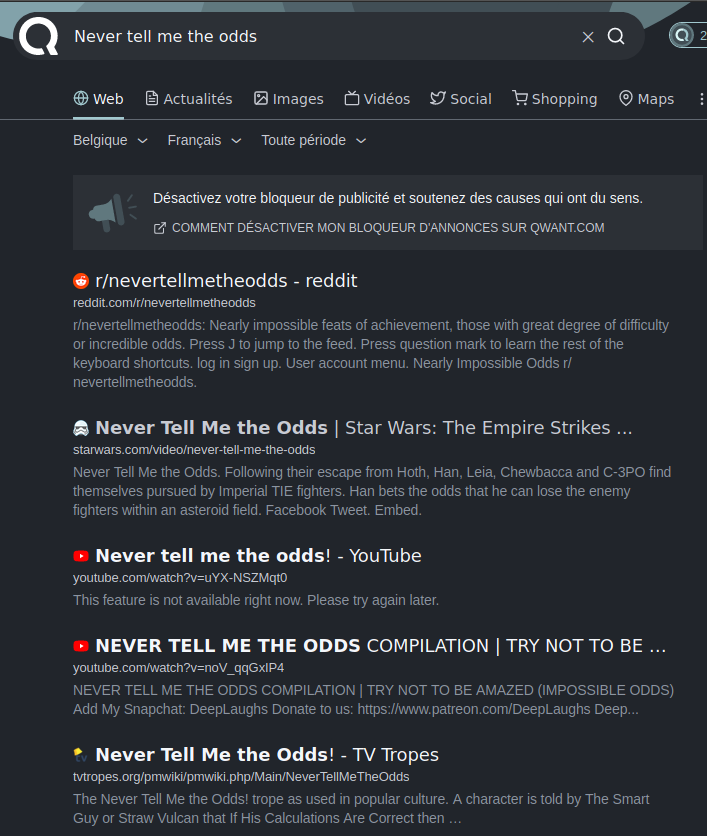 Never tell me the odds
2
Web Actualités Images Vidéos Social Shopping Maps
Belgique Français Toute période
Désactivez votre bloqueur de publicité et soutenez des causes qui ont du sens.
COMMENT DÉSACTIVER MON BLOQUEUR D'ANNONCES SUR QWANT.COM
r/nevertellmetheodds - reddit
reddit.com/r/nevertellmetheodds
r/nevertellmetheodds: Nearly impossible feats of achievement, those with great degree of difficulty
or incredible odds. Press J to jump to the feed. Press question mark to learn the rest of the
keyboard shortcuts. log in sign up. User account menu. Nearly Impossible Odds r/
nevertellmetheodds.
Never Tell Me the Odds | Star Wars: The Empire Strikes ...
starwars.com/video/never-tell-me-the-odds
Never Tell Me the Odds. Following their escape from Hoth, Han, Leia, Chewbacca and C-3PO find
themselves pursued by Imperial TIE fighters. Han bets the odds that he can lose the enemy
fighters within an asteroid field. Facebook Tweet. Embed.
Never tell me the odds! - YouTube
youtube.com/watch?v=uYX-NSZMqt0
This feature is not available right now. Please try again later.
NEVER TELL ME THE ODDS COMPILATION | TRY NOT TO BE ...
youtube.com/watch?v=noV_qqGxIP4
NEVER TELL ME THE ODDS COMPILATION | TRY NOT TO BE AMAZED (IMPOSSIBLE ODDS)
Add My Snapchat: DeepLaughs Donate to us: https://www.patreon.com/DeepLaughs Deep...
Never Tell Me the Odds! - TV Tropes
tvtropes.org/pmwiki/pmwiki.php/Main/NeverTellMeTheOdds
The Never Tell Me the Odds! trope as used in popular culture. A character is told by The Smart
Guy or Straw Vulcan that If His Calculations Are Correct then …